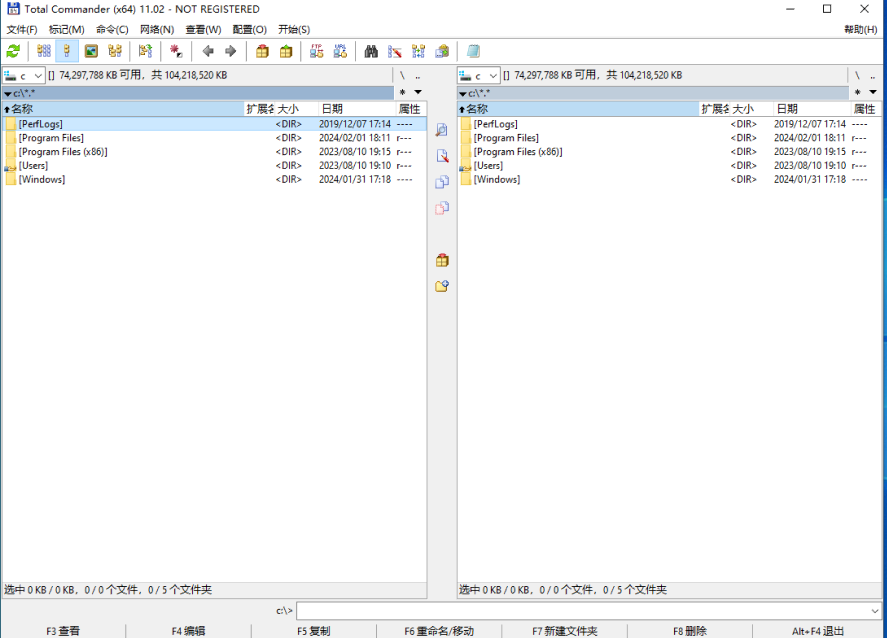 Total Commander (x64) 11.02 - NOT REGISTERED
文件(F) 标记(M) 命令(C) 网络(N) 查看(W) 配置(O) 开始(S) 帮助(H)
FTP URL
c [] 74,297,788 KB 可用，共 104,218,520 KB \ ..
c [] 74,297,788 KB 可用，共 104,218,520 KB \ ..
c:\*.* *
c:\*.* *
名称 扩展名 大小 日期 属性
名称 扩展名 大小 日期 属性
[PerfLogs] <DIR> 2019/12/07 17:14 ----
[Program Files] <DIR> 2024/02/01 18:11 r---
[Program Files (x86)] <DIR> 2023/08/10 19:15 r---
[Users] <DIR> 2023/08/10 19:10 r---
[Windows] <DIR> 2024/01/31 17:18 ----
[PerfLogs] <DIR> 2019/12/07 17:14 ----
[Program Files] <DIR> 2024/02/01 18:11 r---
[Program Files (x86)] <DIR> 2023/08/10 19:15 r---
[Users] <DIR> 2023/08/10 19:10 r---
[Windows] <DIR> 2024/01/31 17:18 ----
选中 0 KB / 0 KB，0 / 0 个文件，0 / 5 个文件夹
选中 0 KB / 0 KB，0 / 0 个文件，0 / 5 个文件夹
c:\>
F3 查看 F4 编辑 F5 复制 F6 重命名/移动 F7 新建文件夹 F8 删除 Alt+F4 退出